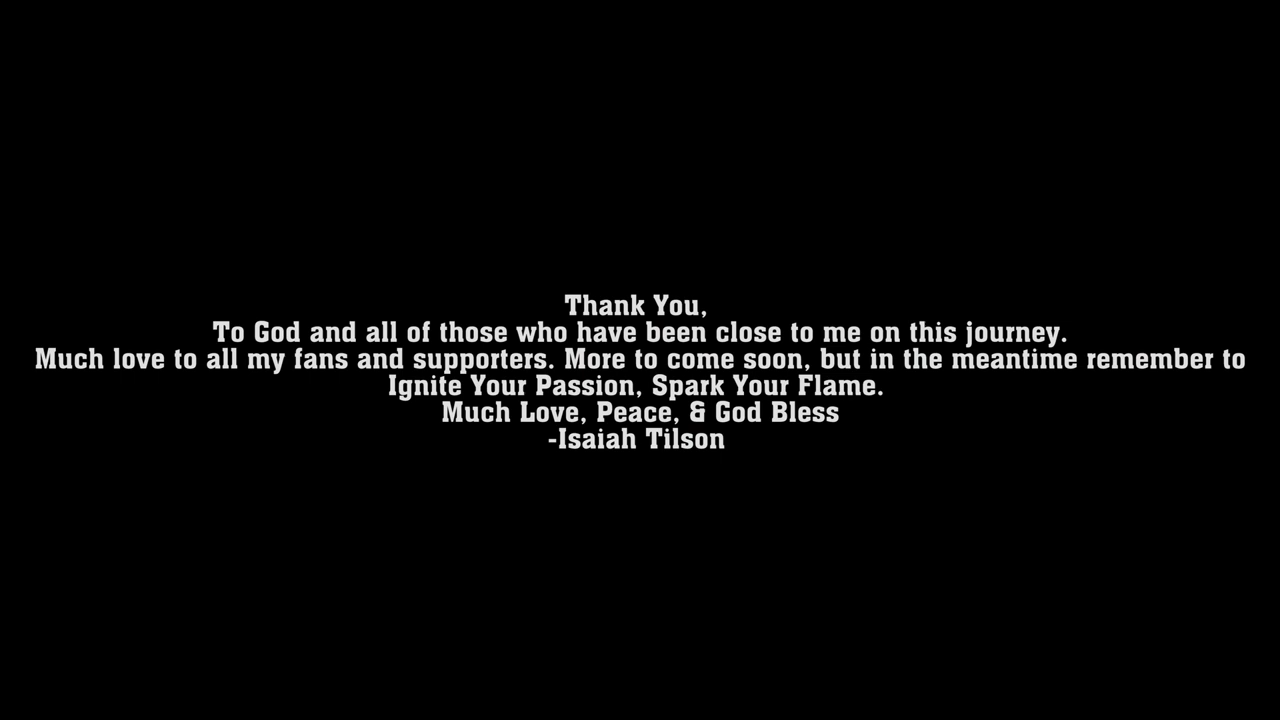 Thank You,
To God and all of those who have been close to me on this journey.
Much love to all my fans and supporters. More to come soon, but in the meantime remember to
Ignite Your Passion, Spark Your Flame.
Much Love, Peace, & God Bless
-Isaiah Tilson